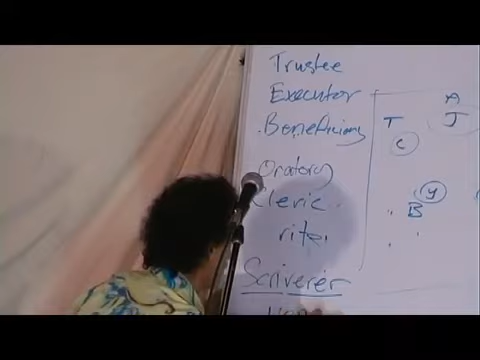 Trustee
Executor
Beneficiary
Oratory
Cleric
rite,
Scriverer
A
T J
C
y
B